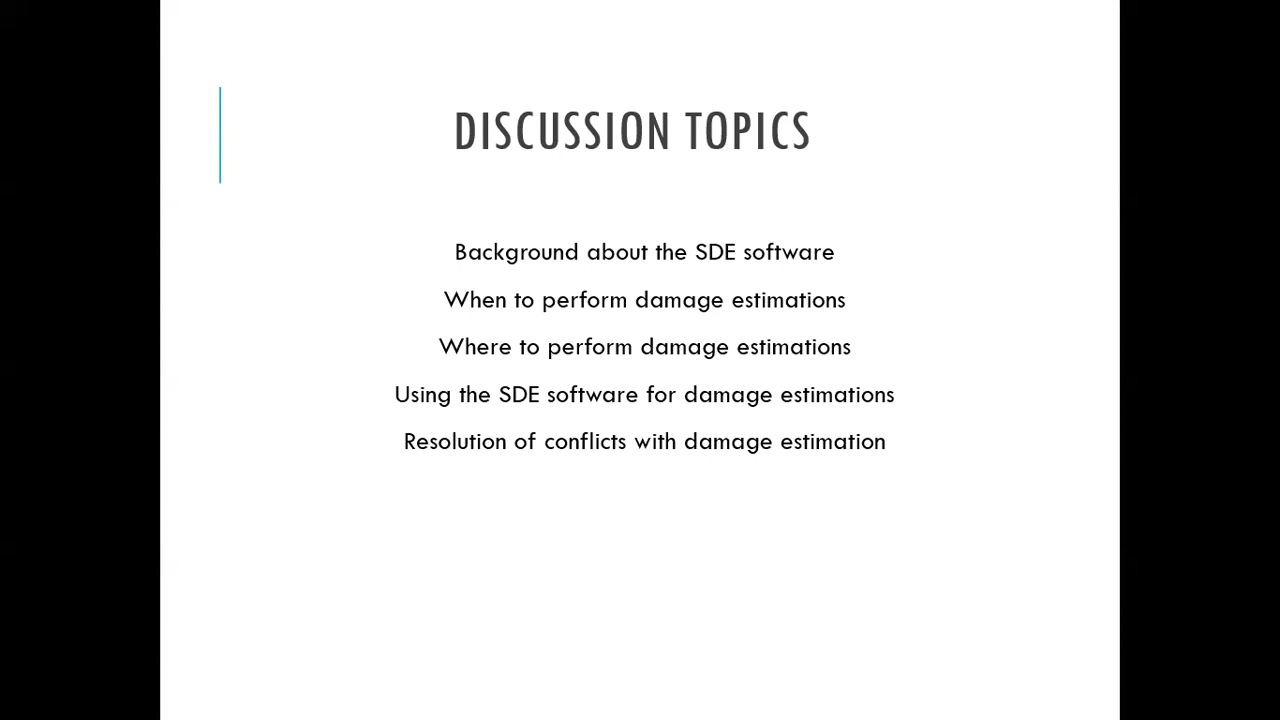 DISCUSSION TOPICS
Background about the SDE software
When to perform damage estimations
Where to perform damage estimations
Using the SDE software for damage estimations
Resolution of conflicts with damage estimation